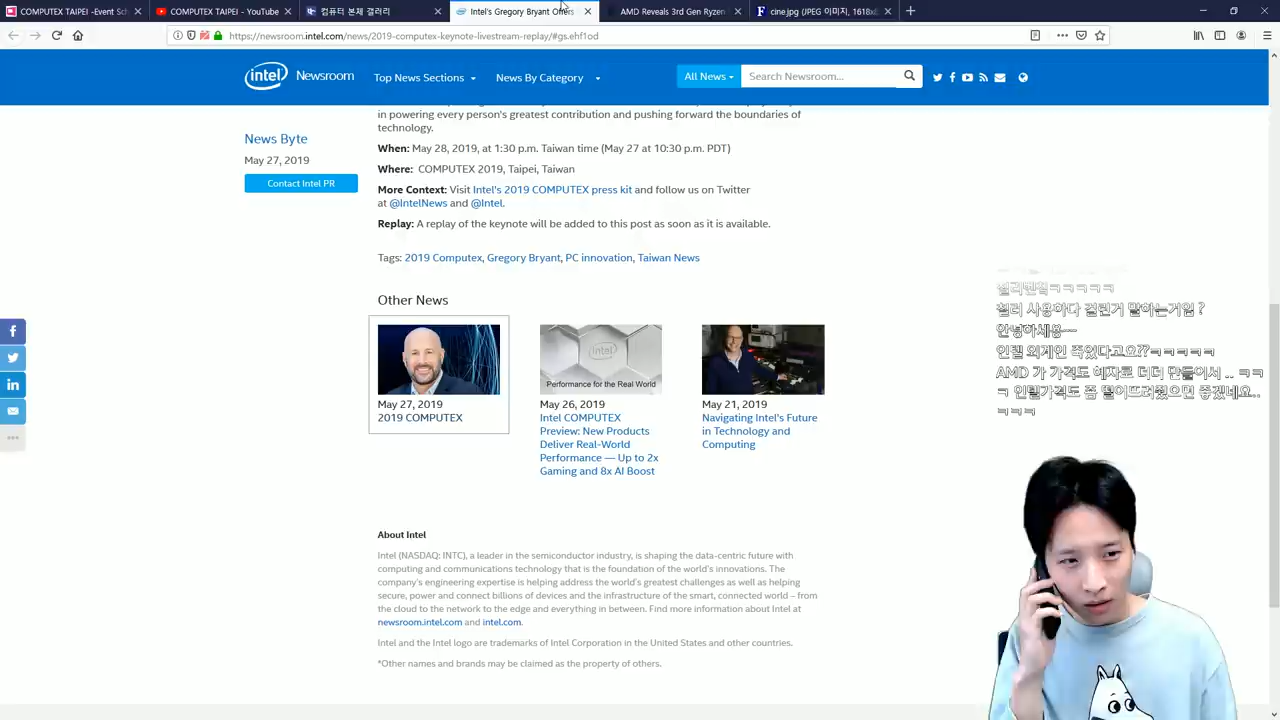 COMPUTEX TAIPEI -Event Sch
COMPUTEX TAIPEI - YouTube
컴퓨터 본체 갤러리
Intel's Gregory Bryant Offers
AMD Reveals 3rd Gen Ryzen
cine.jpg (JPEG 이미지, 1618x
https://newsroom.intel.com/news/2019-computex-keynote-livestream-replay/#gs.ehf1od
intel Newsroom
Top News Sections
News By Category
All News
Search Newsroom...
in powering every person's greatest contribution and pushing forward the boundaries of
technology.
News Byte
May 27, 2019
Contact Intel PR
When: May 28, 2019, at 1:30 p.m. Taiwan time (May 27 at 10:30 p.m. PDT)
Where: COMPUTEX 2019, Taipei, Taiwan
More Context: Visit Intel's 2019 COMPUTEX press kit and follow us on Twitter
at @IntelNews and @Intel.
Replay: A replay of the keynote will be added to this post as soon as it is available.
Tags: 2019 Computex, Gregory Bryant, PC innovation, Taiwan News
Other News
May 27, 2019
2019 COMPUTEX
intel
Performance for the Real World
May 26, 2019
Intel COMPUTEX
Preview: New Products
Deliver Real-World
Performance — Up to 2x
Gaming and 8x AI Boost
May 21, 2019
Navigating Intel's Future
in Technology and
Computing
About Intel
Intel (NASDAQ: INTC), a leader in the semiconductor industry, is shaping the data-centric future with
computing and communications technology that is the foundation of the world's innovations. The
company's engineering expertise is helping address the world's greatest challenges as well as helping
secure, power and connect billions of devices and the infrastructure of the smart, connected world – from
the cloud to the network to the edge and everything in between. Find more information about Intel at
newsroom.intel.com and intel.com.
Intel and the Intel logo are trademarks of Intel Corporation in the United States and other countries.
*Other names and brands may be claimed as the property of others.
ㅋㅋㅋㅋㅋ
첼러 사용하다 걸린거 말하는거임 ?
안녕하세용~~
인텔 외계인 죽었다고요??ㅋㅋㅋㅋㅋ
AMD 가 가격도 혜자로 더더 만들어서 .. ㅋㅋ
ㅋ 인텔가격도 좀 떨어뜨려줬으면 좋겠네요..
ㅋㅋㅋ